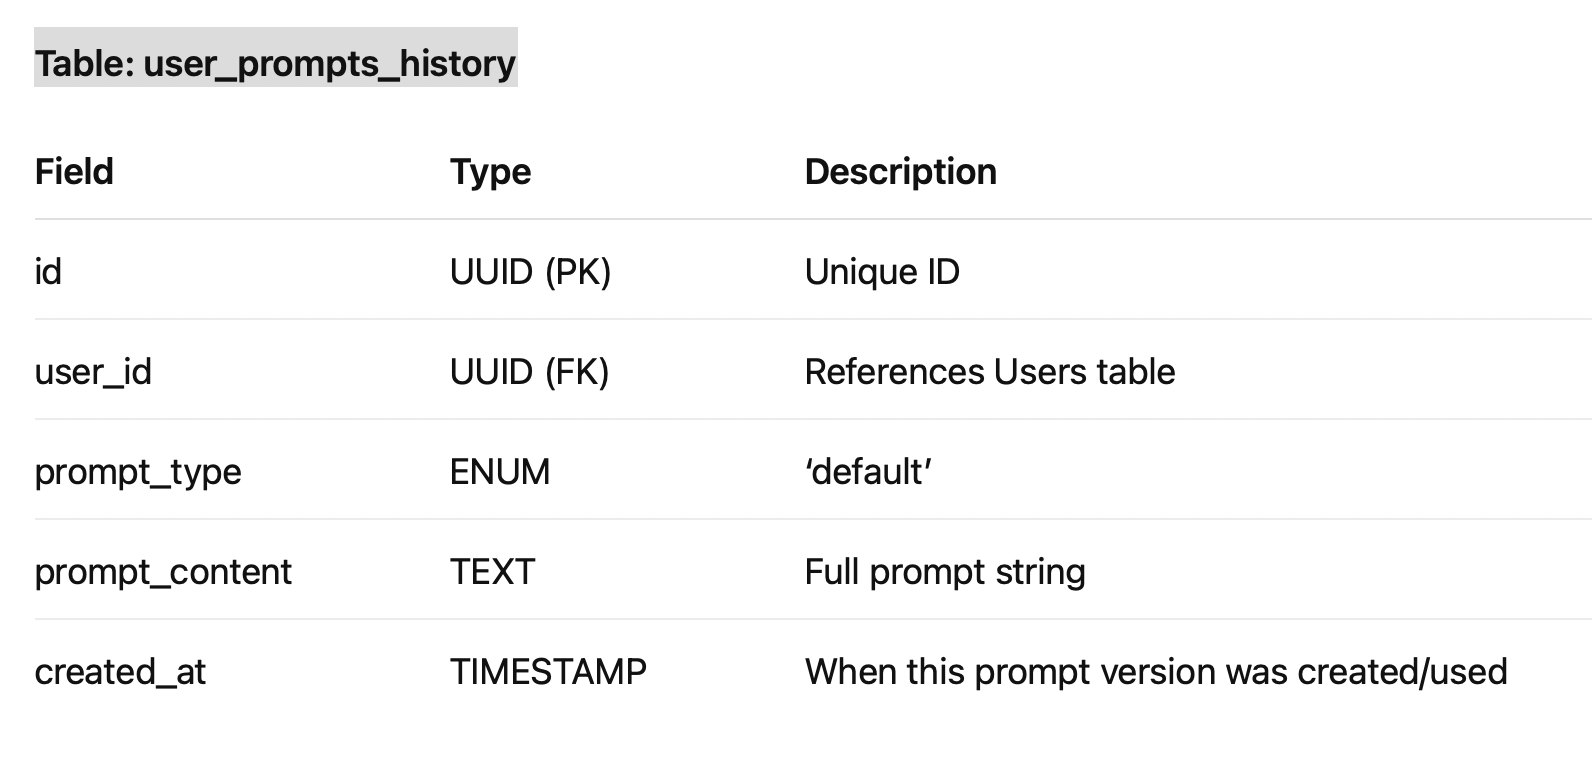 Table: user_prompts_history
Field Type Description
id UUID (PK) Unique ID
user_id UUID (FK) References Users table
prompt_type ENUM ‘default’
prompt_content TEXT Full prompt string
created_at TIMESTAMP When this prompt version was created/used